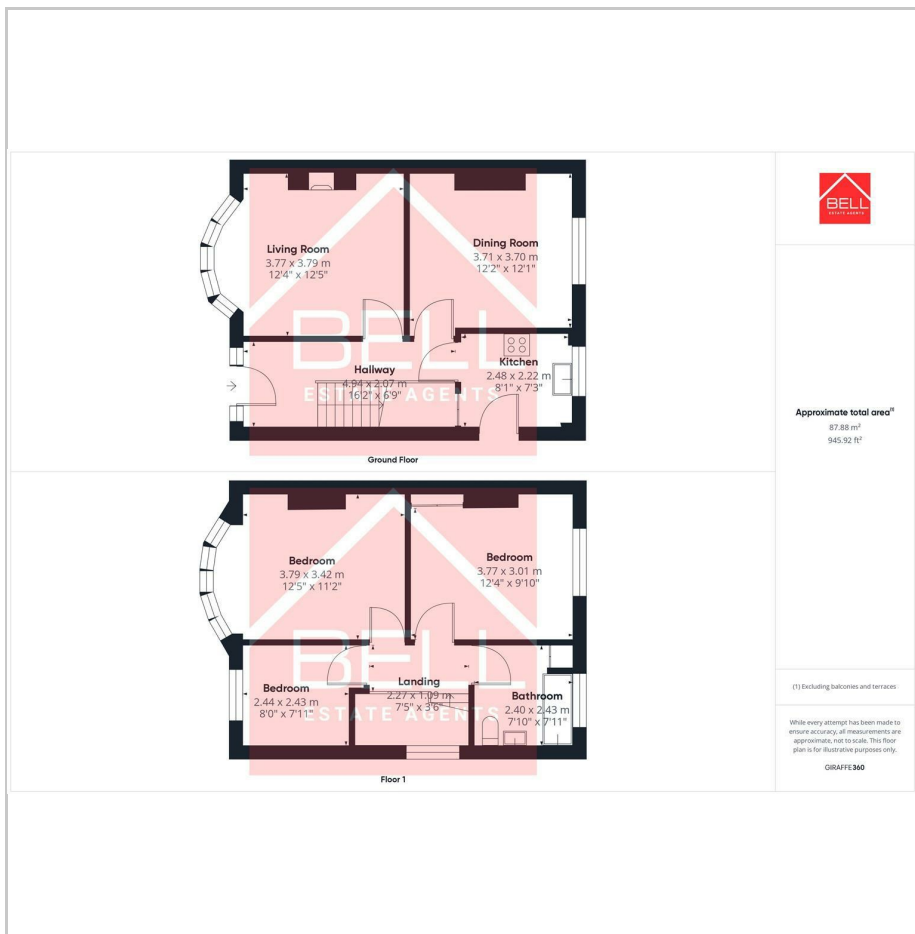 Living Room
3.77 x 3.79 m
12'4" x 12'5"
Dining Room
3.71 x 3.70 m
12'2" x 12'1"
Hallway
4.94 x 2.07 m
16'2" x 6'9"
Kitchen
2.48 x 2.22 m
8'1" x 7'3"
BELL
ESTATE AGENTS
Ground Floor
Bedroom
3.79 x 3.42 m
12'5" x 11'2"
Bedroom
3.77 x 3.01 m
12'4" x 9'10"
Bedroom
2.44 x 2.43 m
8'0" x 7'11"
Landing
2.27 x 1.09 m
7'5" x 3'6"
Bathroom
2.40 x 2.43 m
7'10" x 7'11"
BELL
ESTATE AGENTS
Floor 1
BELL
ESTATE AGENTS
Approximate total area⁽¹⁾
87.88 m²
945.92 ft²
(1) Excluding balconies and terraces
While every attempt has been made to
ensure accuracy, all measurements are
approximate, not to scale. This floor
plan is for illustrative purposes only.
GIRAFFE360